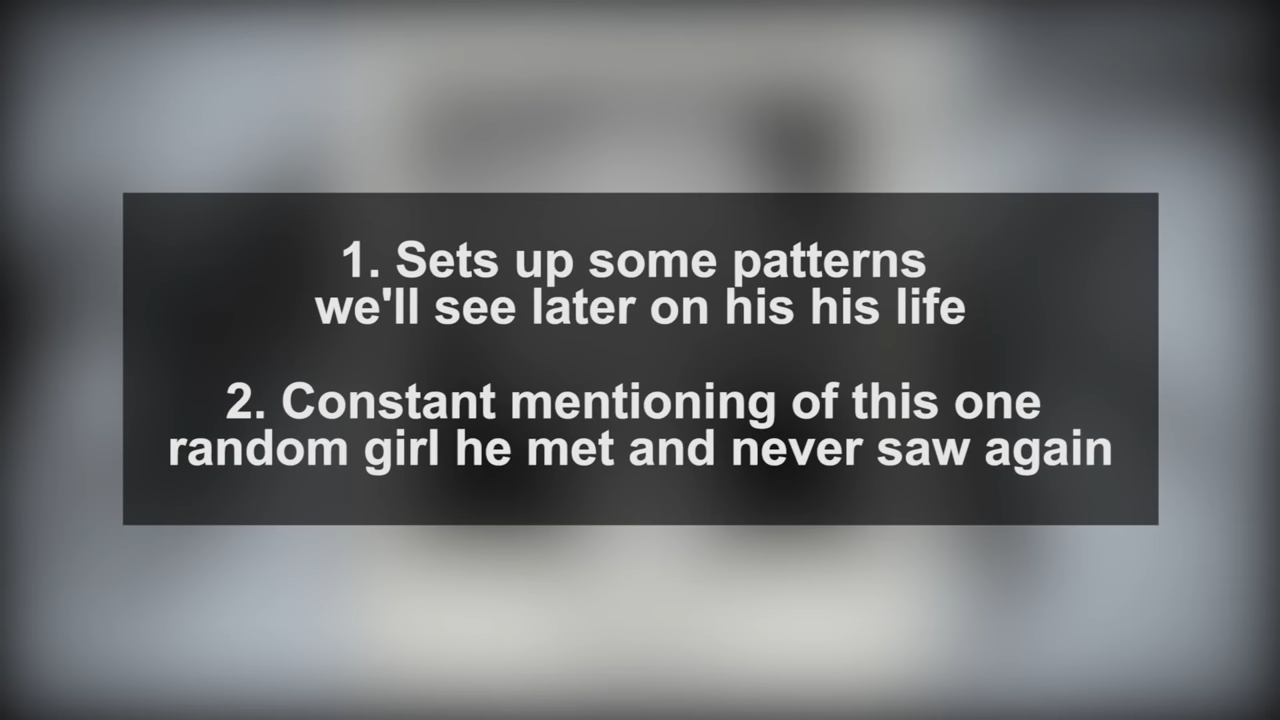 1. Sets up some patterns
we'll see later on his his life
2. Constant mentioning of this one
random girl he met and never saw again